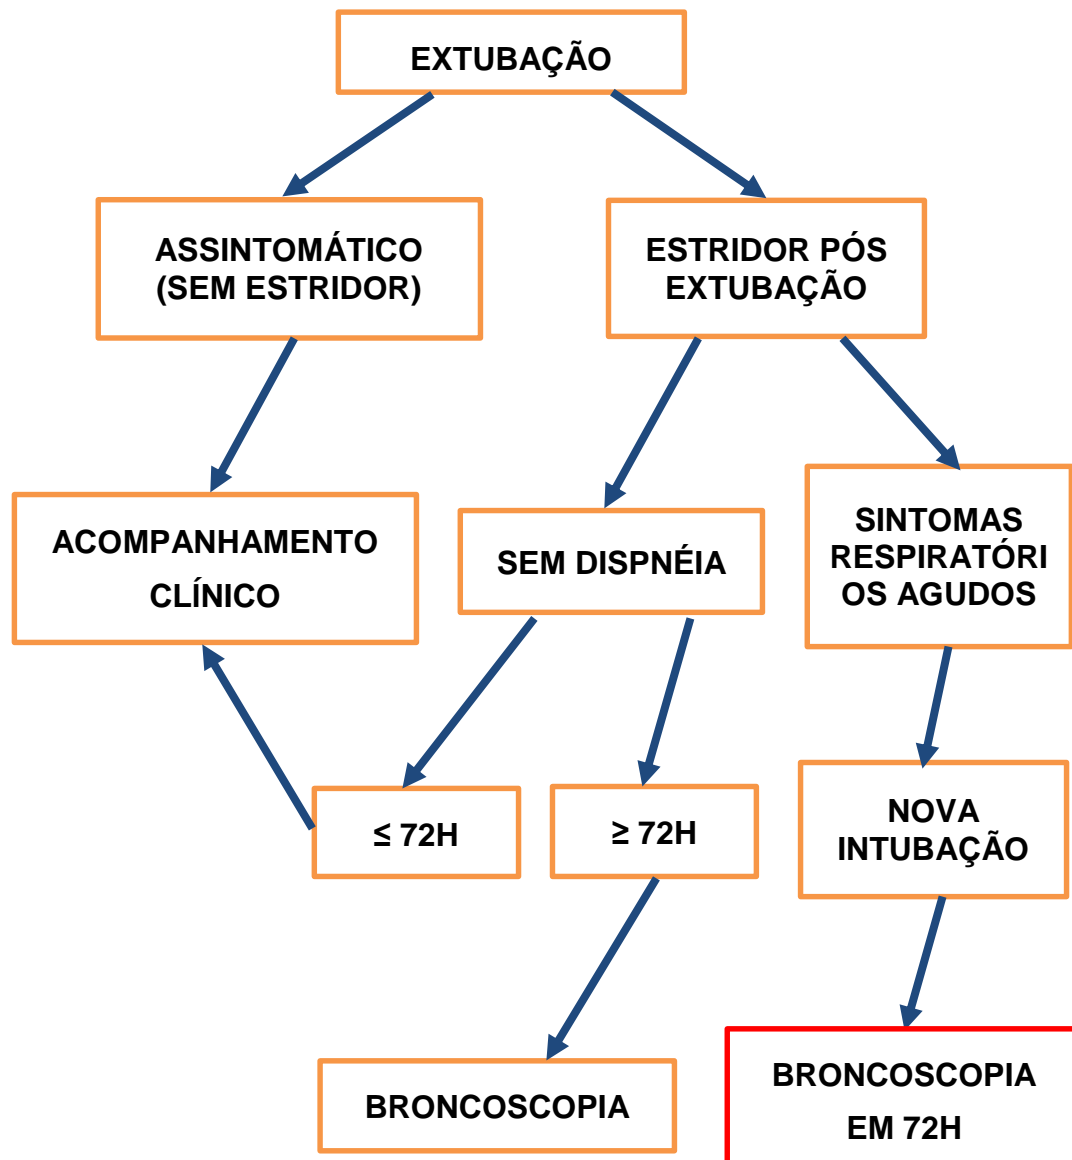 EXTUBAÇÃO
ASSINTOMÁTICO
(SEM ESTRIDOR)
ESTRIDOR PÓS
EXTUBAÇÃO
ACOMPANHAMENTO
CLÍNICO
SEM DISPNÉIA
SINTOMAS
RESPIRATÓRI
OS AGUDOS
≤ 72H
≥ 72H
NOVA
INTUBAÇÃO
BRONCOSCOPIA
BRONCOSCOPIA
EM 72H